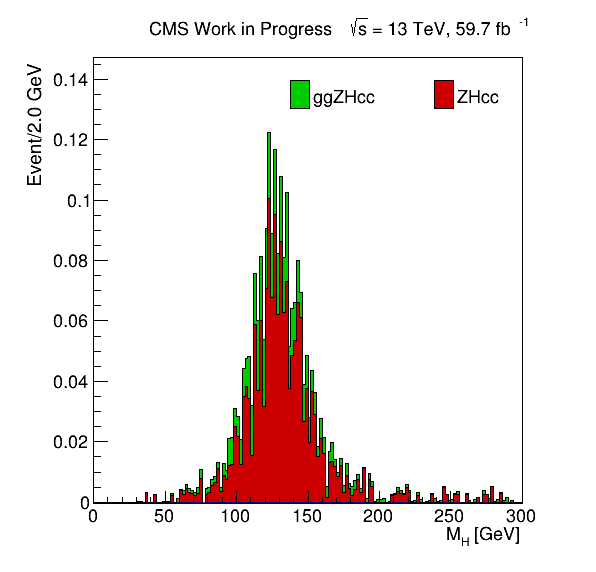 CMS Work in Progress √s = 13 TeV, 59.7 fb⁻¹
Event/2.0 GeV
ggZHcc ZHcc
0.14
0.12
0.1
0.08
0.06
0.04
0.02
0
0 50 100 150 200 250 300
M_H [GeV]